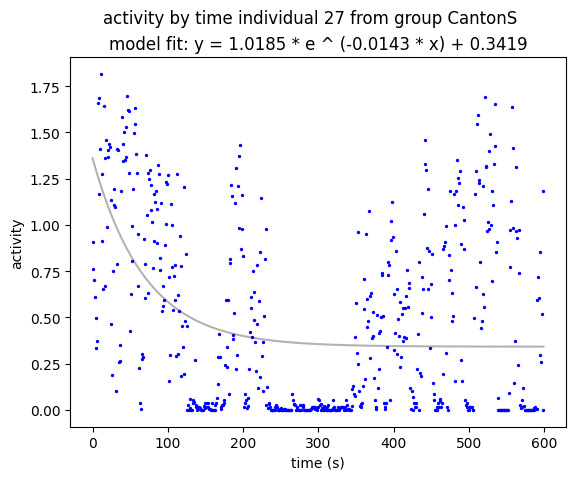 activity by time individual 27 from group CantonS
model fit: y = 1.0185 * e ^ (-0.0143 * x) + 0.3419
1.75
1.50
1.25
1.00
0.75
0.50
0.25
0.00
activity
0 100 200 300 400 500 600
time (s)